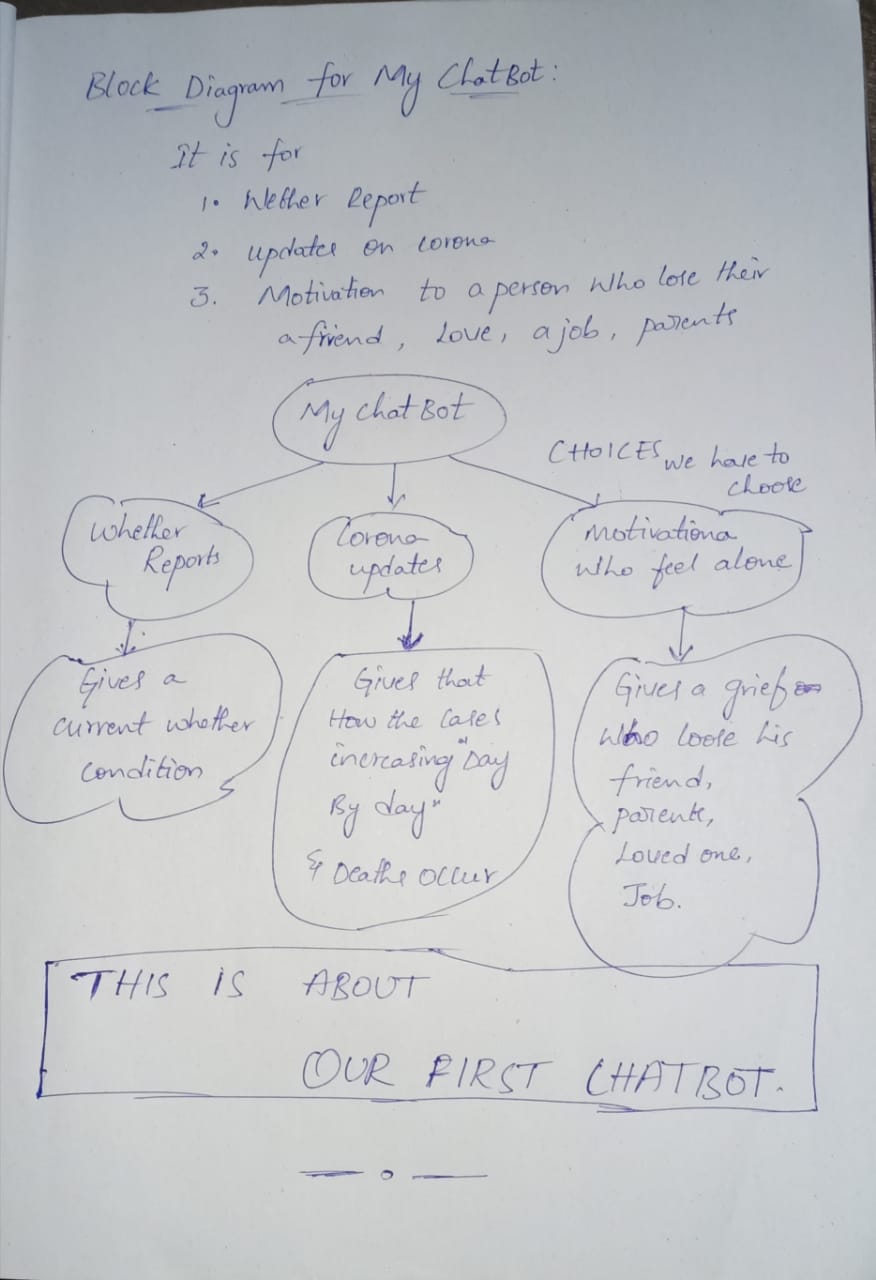 Block Diagram for My ChatBot:
It is for
1. Wether Report
2. updates on corona
3. Motivation to a person who lose their
a friend, Love, a job, parents
My ChatBot
CHOICES we have to
choose
Whether
Reports
Corona
updates
Motivationa
who feel alone
Gives a
current whether
condition
Gives that
How the cases
increasing "Day
By day"
& Deaths occur
Gives a grief
who loose his
friend,
parents,
Loved one,
Job.
THIS IS ABOUT
OUR FIRST CHATBOT.